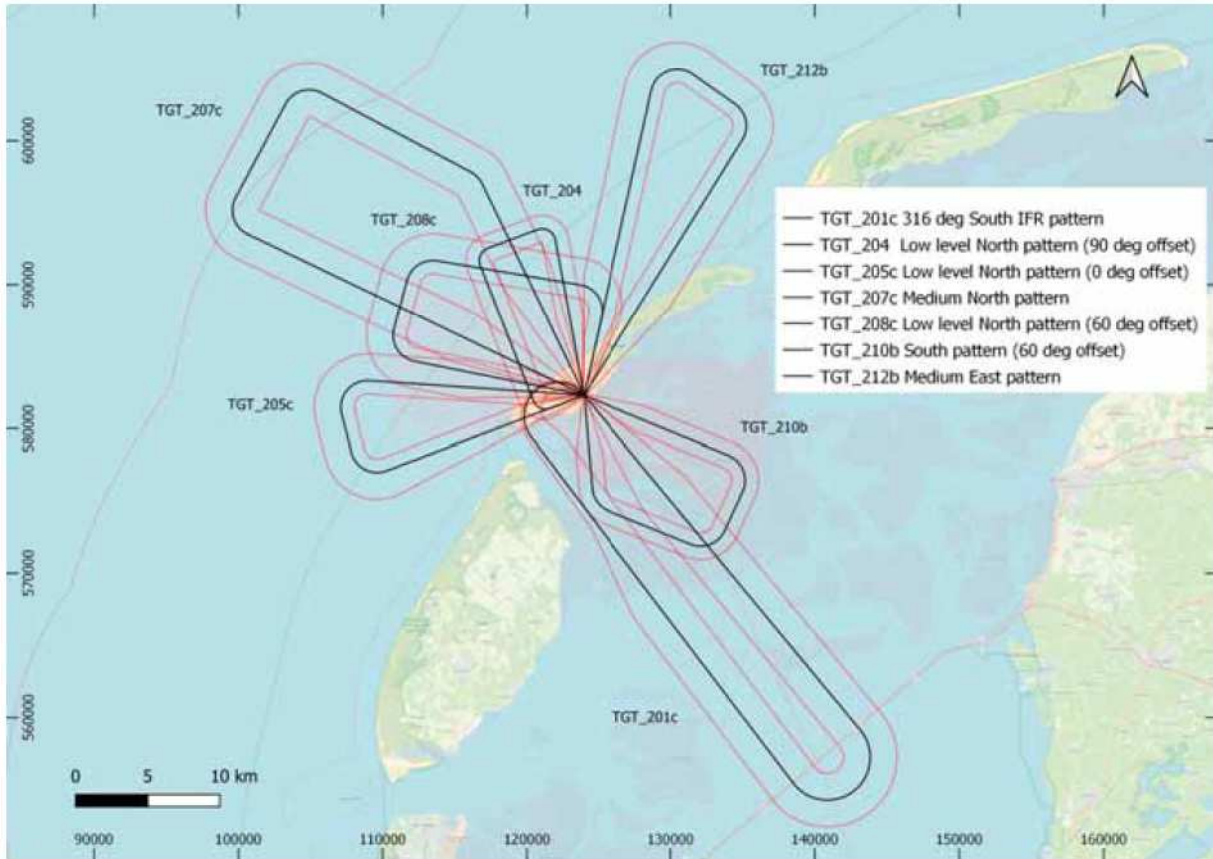 TGT_212b
TGT_207c
TGT_204
TGT_208c
TGT_201c 316 deg South IFR pattern
TGT_204 Low level North pattern (90 deg offset)
TGT_205c Low level North pattern (0 deg offset)
TGT_207c Medium North pattern
TGT_208c Low level North pattern (60 deg offset)
TGT_210b South pattern (60 deg offset)
TGT_212b Medium East pattern
TGT_205c
TGT_210b
TGT_201c
600000
590000
580000
570000
560000
0 5 10 km
90000 100000 110000 120000 130000 140000 150000 160000